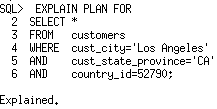 SQL>  EXPLAIN PLAN FOR
  2  SELECT *
  3  FROM    customers
  4  WHERE   cust_city='Los Angeles'
  5  AND     cust_state_province='CA'
  6  AND     country_id=52790;
Explained.